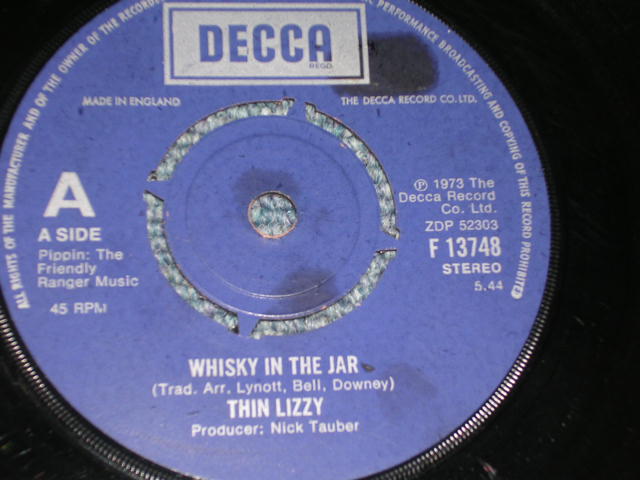 ALL RIGHTS OF THE MANUFACTURER AND OF THE OWNER OF THE RECORDED
PERFORMANCE BROADCASTING AND COPYING OF THIS RECORD PROHIBITED
DECCA
REGD.
MADE IN ENGLAND
THE DECCA RECORD CO. LTD.
A
A SIDE
Pippin: The
Friendly
Ranger Music
45 RPM
℗ 1973 The
Decca Record
Co. Ltd.
ZDP 52303
F 13748
STEREO
5.44
WHISKY IN THE JAR
(Trad. Arr. Lynott, Bell, Downey)
THIN LIZZY
Producer: Nick Tauber